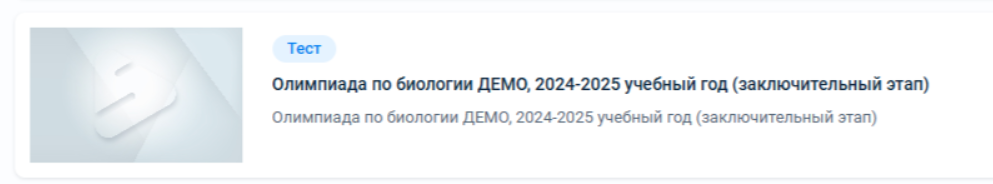 Тест
Олимпиада по биологии ДЕМО, 2024-2025 учебный год (заключительный этап)
Олимпиада по биологии ДЕМО, 2024-2025 учебный год (заключительный этап)